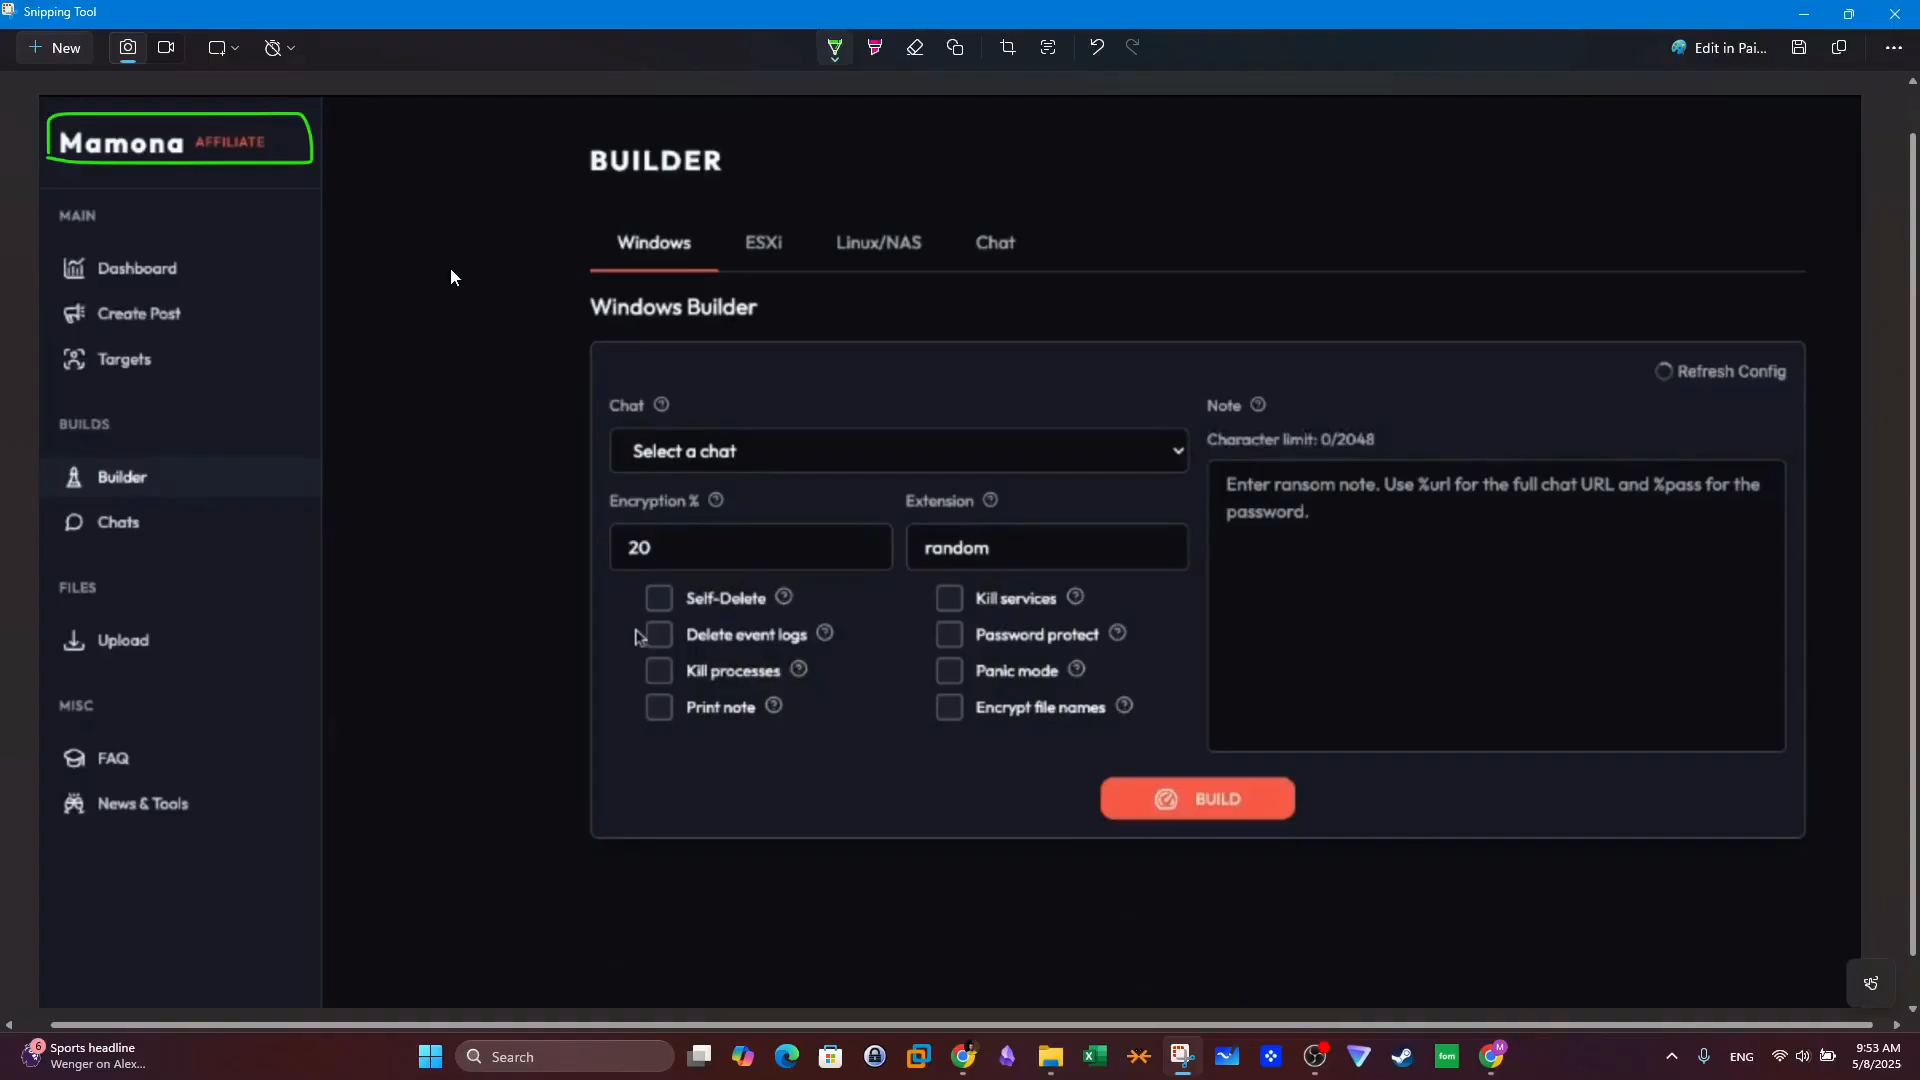 Snipping Tool
New
Edit in Pai...
Mamona AFFILIATE
MAIN
Dashboard
Create Post
Targets
BUILDS
Builder
Chats
FILES
Upload
MISC
FAQ
News & Tools
BUILDER
Windows ESXi Linux/NAS Chat
Windows Builder
Refresh Config
Chat
Select a chat
Encryption %
20
Extension
random
Self-Delete
Delete event logs
Kill processes
Print note
Kill services
Password protect
Panic mode
Encrypt file names
Note
Character limit: 0/2048
Enter ransom note. Use %url for the full chat URL and %pass for the
password.
BUILD
6
Sports headline
Wenger on Alex...
Search
fom
M
ENG
9:53 AM
5/8/2025